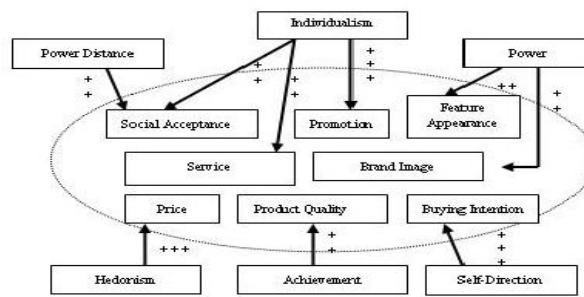 Individualism
Power Distance
Power
+
+
+
+
+
+
+
+
+
+
++
+
+
Social Acceptance
Promotion
Feature
Appearance
Service
Brand Image
Price
Product Quality
Buying Intention
+++
+
+
+
+
+
Hedonism
Achievement
Self-Direction